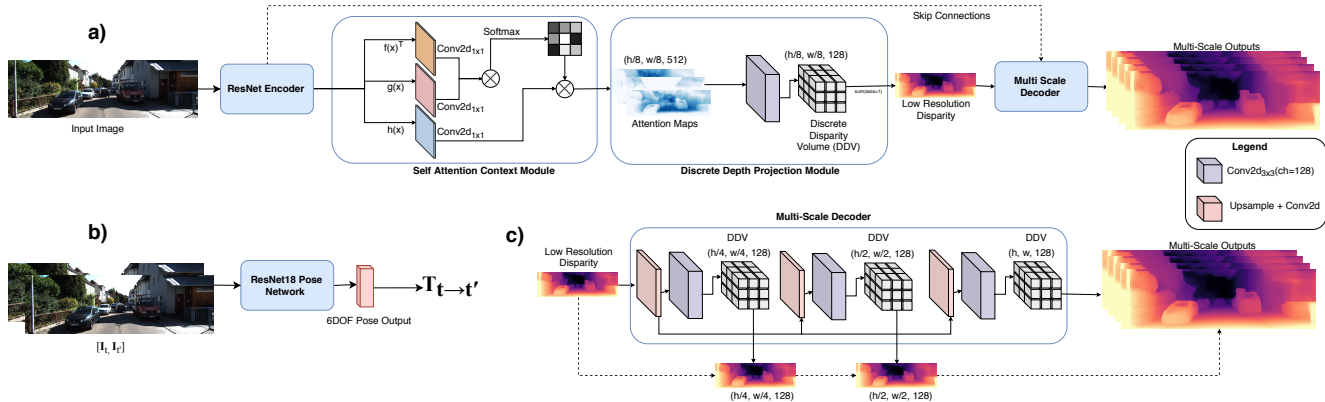 a)
Input Image
ResNet Encoder
f(x)ᵀ
g(x)
h(x)
Conv2d₁ₓ₁
Conv2d₁ₓ₁
Conv2d₁ₓ₁
Softmax
Self Attention Context Module
(h/8, w/8, 512)
Attention Maps
(h/8, w/8, 128)
Discrete
Disparity
Volume (DDV)
sum(axis=1)
Discrete Depth Projection Module
Low Resolution
Disparity
Skip Connections
Multi Scale
Decoder
Multi-Scale Outputs
Legend
Conv2d₃ₓ₃(ch=128)
Upsample + Conv2d
b)
[Iₜ, Iₜ']
ResNet18 Pose
Network
6DOF Pose Output
Tₜ→ₜ′
c)
Multi-Scale Decoder
Low Resolution
Disparity
DDV
(h/4, w/4, 128)
DDV
(h/2, w/2, 128)
DDV
(h, w, 128)
Multi-Scale Outputs
(h/4, w/4, 128)
(h/2, w/2, 128)